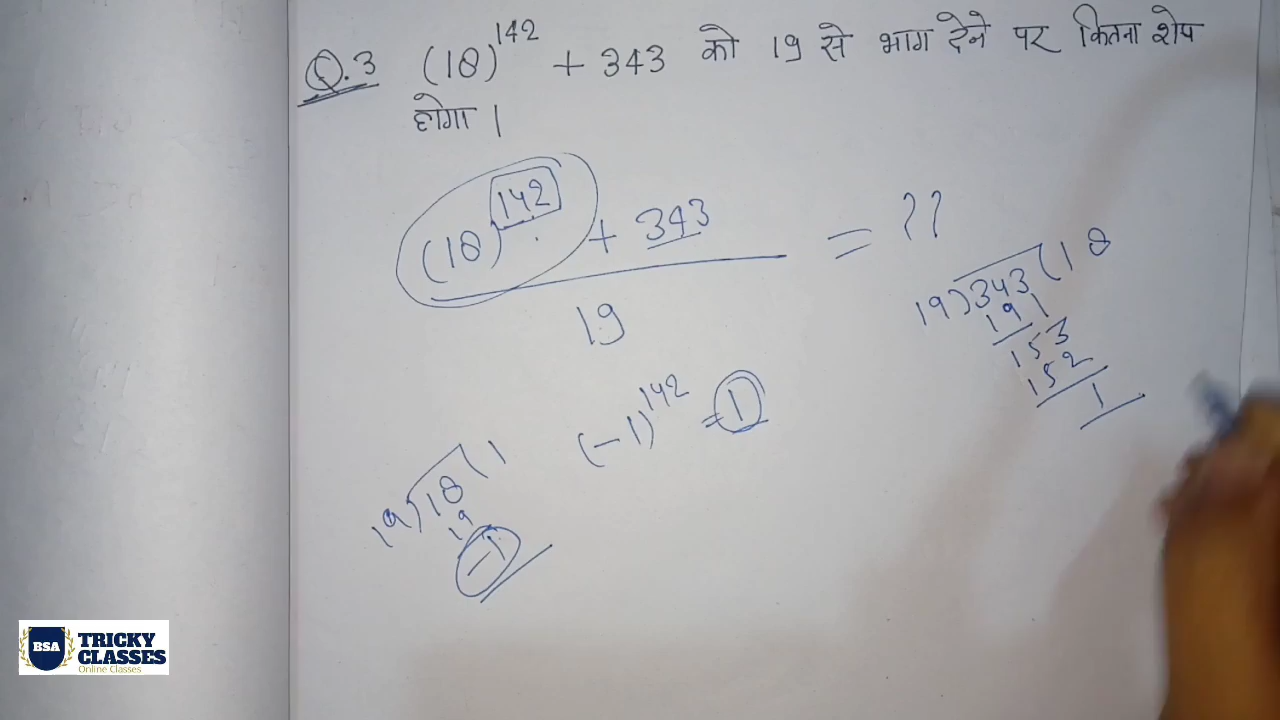 Q.3 (18)^142 + 343 को 19 से भाग देने पर कितना शेष
होगा ।
(18)^142 + 343
19
= ??
19)343(18
191
153
152
1
(-1)^142 = 1
19)18(1
19
-1
BSA
TRICKY
CLASSES
Online Classes